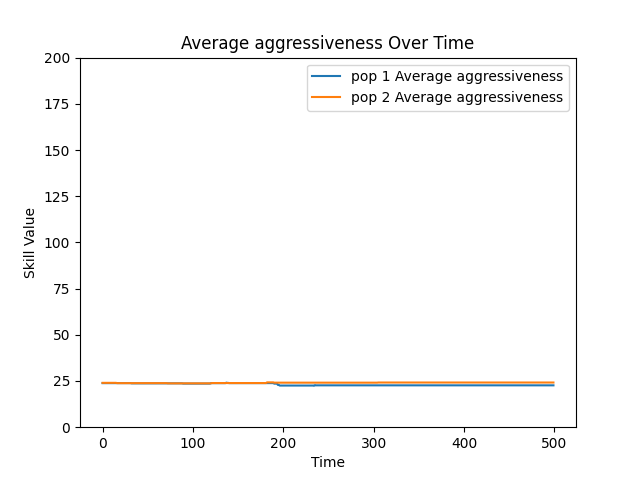 Average aggressiveness Over Time
pop 1 Average aggressiveness
pop 2 Average aggressiveness
Skill Value
200
175
150
125
100
75
50
25
0
0 100 200 300 400 500
Time